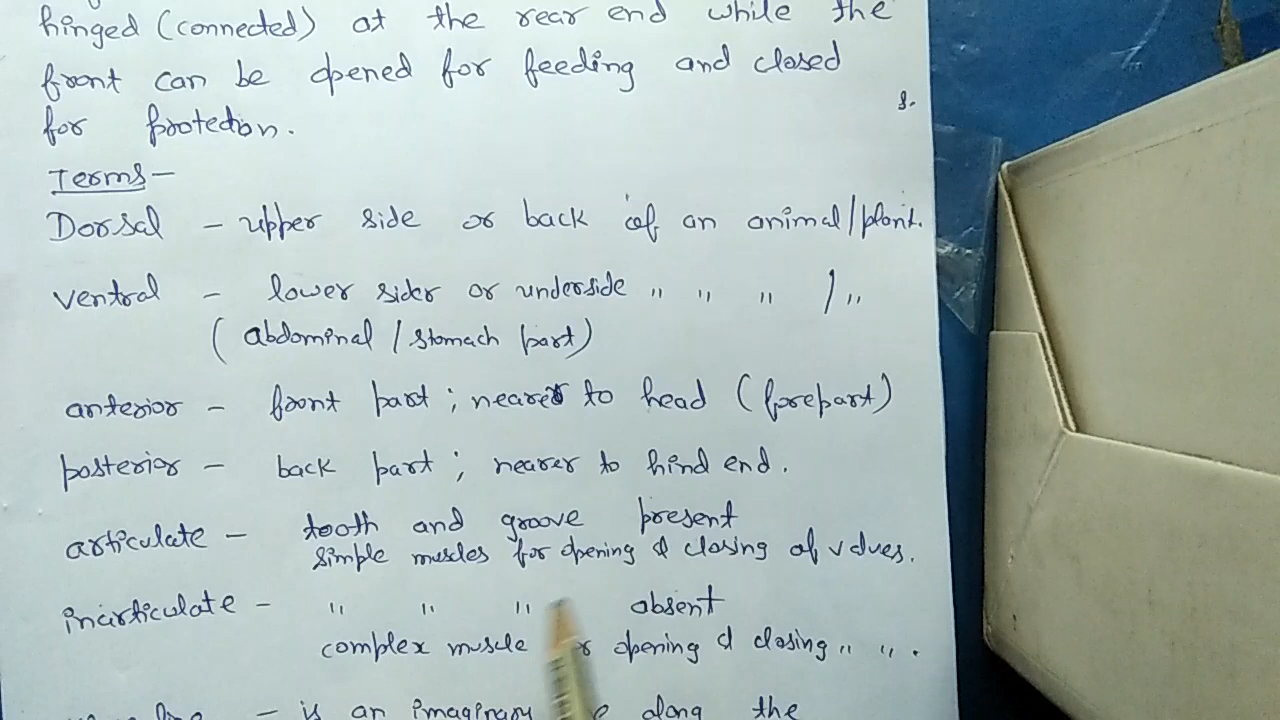 hinged (connected) at the rear end while the
front can be opened for feeding and closed
for protection.
Terms-
Dorsal - upper side or back of an animal/plant.
ventral - lower sider or underside " " " / "
(abdominal / stomach part)
anterior - front part ; nearer to head (forepart)
posterior - back part ; nearer to hind end.
articulate - tooth and groove present
simple muscles for opening & closing of valves.
inarticulate - " " " absent
complex muscle opening & closing " " .
- is an imaginary along the